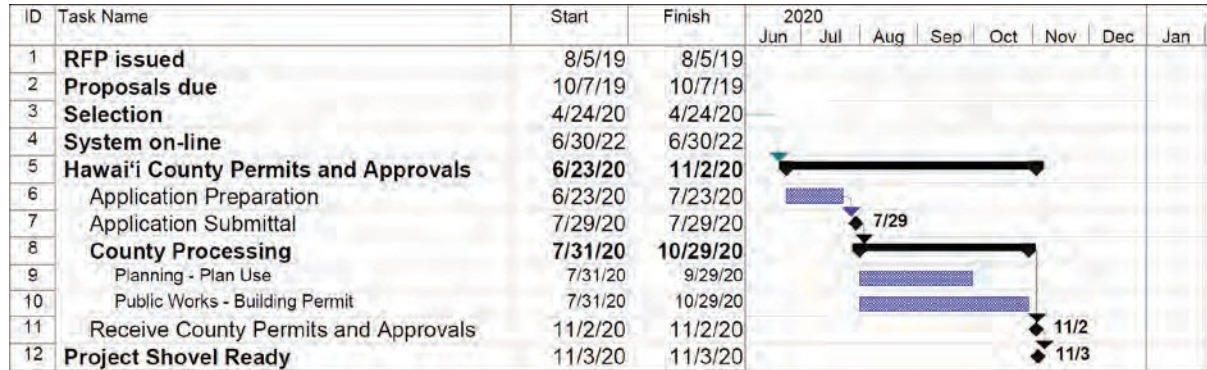 ID Task Name Start Finish 2020
Jun Jul Aug Sep Oct Nov Dec Jan
1 RFP issued 8/5/19 8/5/19
2 Proposals due 10/7/19 10/7/19
3 Selection 4/24/20 4/24/20
4 System on-line 6/30/22 6/30/22
5 Hawaiʻi County Permits and Approvals 6/23/20 11/2/20
6 Application Preparation 6/23/20 7/23/20
7 Application Submittal 7/29/20 7/29/20 7/29
8 County Processing 7/31/20 10/29/20
9 Planning - Plan Use 7/31/20 9/29/20
10 Public Works - Building Permit 7/31/20 10/29/20
11 Receive County Permits and Approvals 11/2/20 11/2/20 11/2
12 Project Shovel Ready 11/3/20 11/3/20 11/3